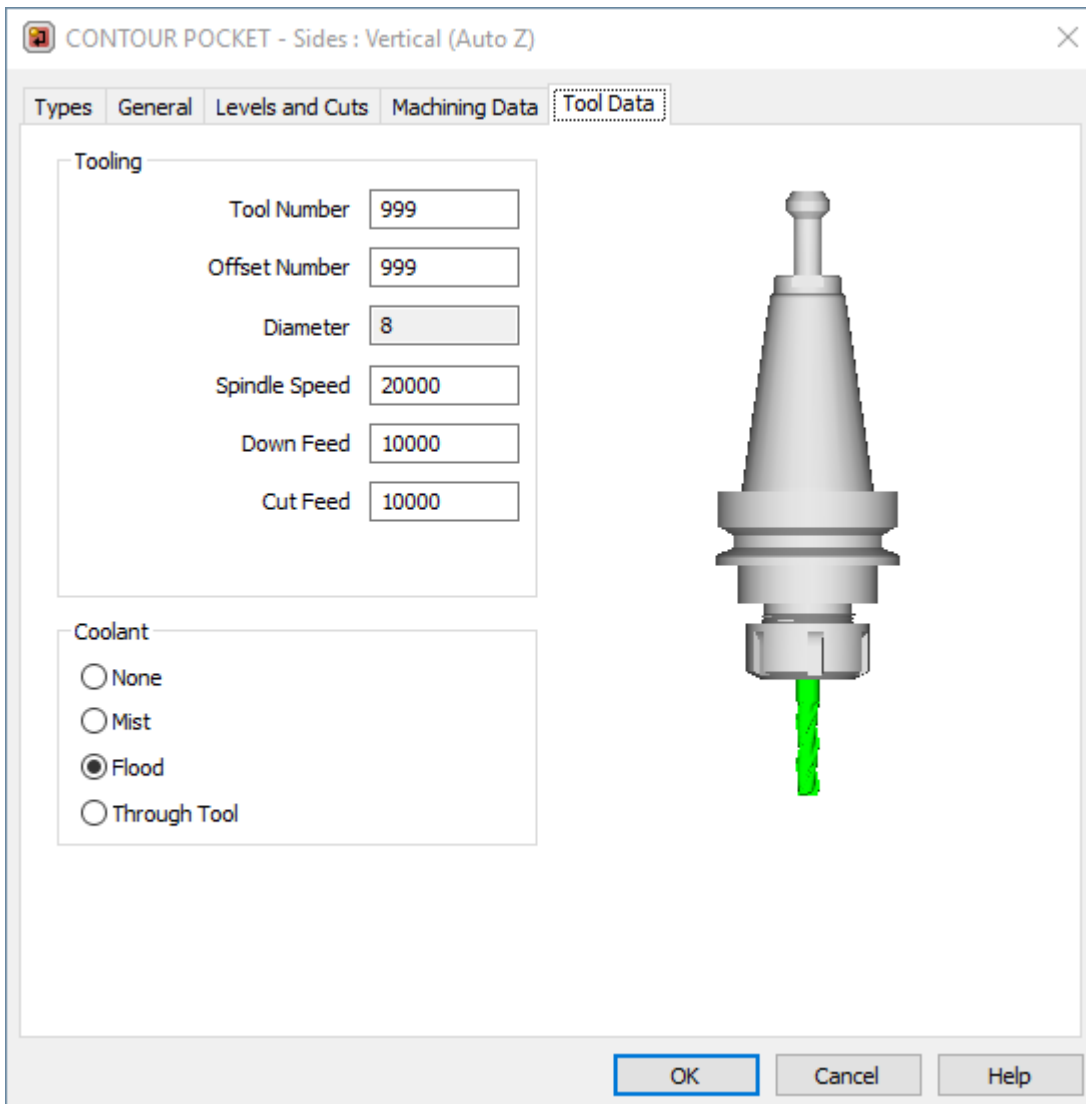 CONTOUR POCKET - Sides : Vertical (Auto Z)
Types General Levels and Cuts Machining Data Tool Data
Tooling
Tool Number 999
Offset Number 999
Diameter 8
Spindle Speed 20000
Down Feed 10000
Cut Feed 10000
Coolant
None
Mist
Flood
Through Tool
OK Cancel Help